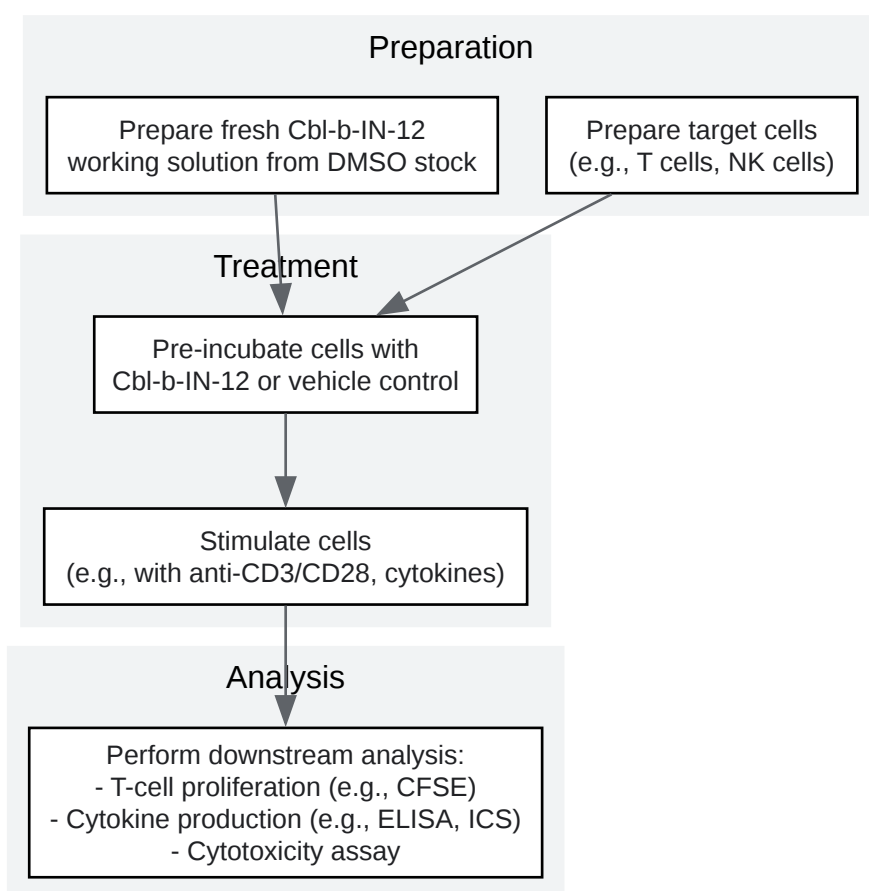 Preparation
Prepare fresh Cbl-b-IN-12
working solution from DMSO stock
Prepare target cells
(e.g., T cells, NK cells)
Treatment
Pre-incubate cells with
Cbl-b-IN-12 or vehicle control
Stimulate cells
(e.g., with anti-CD3/CD28, cytokines)
Analysis
Perform downstream analysis:
- T-cell proliferation (e.g., CFSE)
- Cytokine production (e.g., ELISA, ICS)
- Cytotoxicity assay